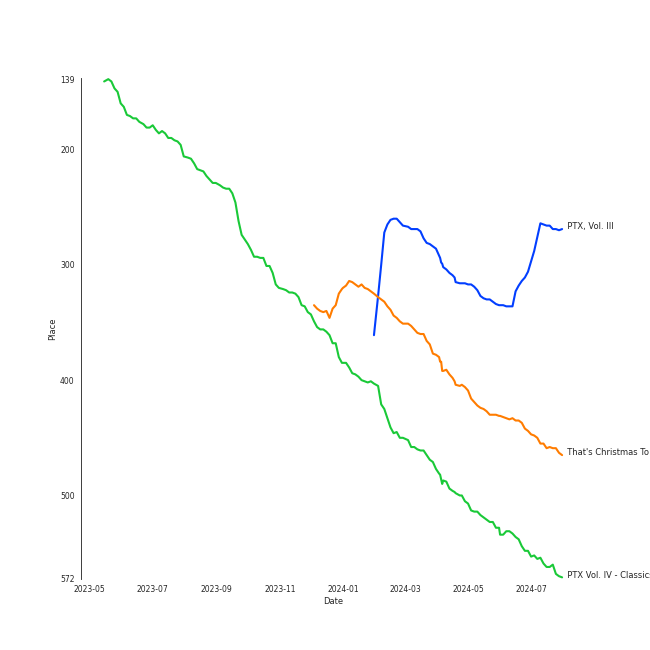 139
200
300
400
500
572
Place
2023-05
2023-07
2023-09
2023-11
2024-01
2024-03
2024-05
2024-07
Date
PTX, Vol. III
That's Christmas To
PTX Vol. IV - Classic